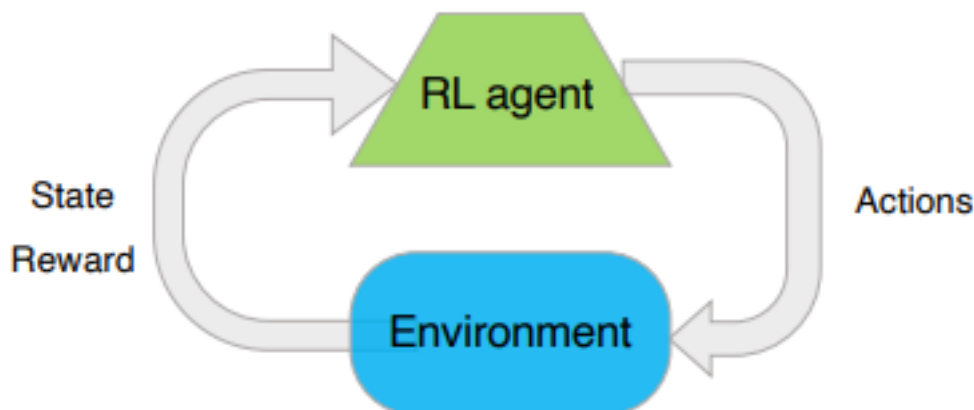 RL agent
State
Reward
Actions
Environment